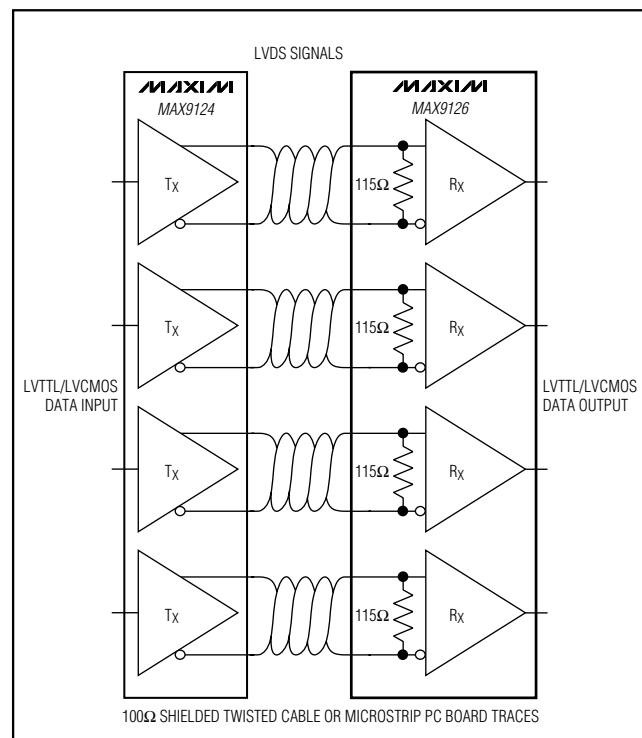 LVDS SIGNALS
MAXIM
MAX9124
MAXIM
MAX9126
TX
115Ω
RX
TX
115Ω
RX
LVTTL/LVCMOS
DATA INPUT
LVTTL/LVCMOS
DATA OUTPUT
TX
115Ω
RX
TX
115Ω
RX
100Ω SHIELDED TWISTED CABLE OR MICROSTRIP PC BOARD TRACES